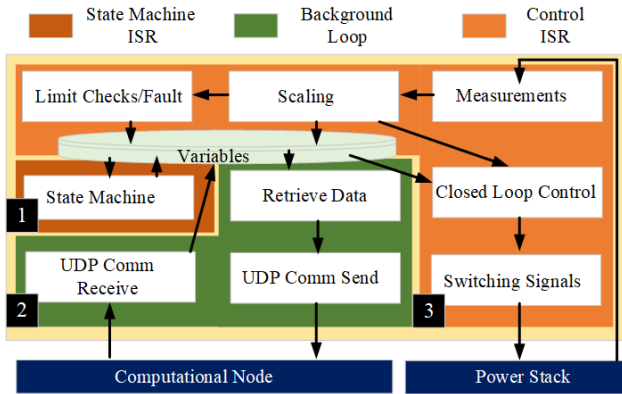 State Machine
ISR
Background
Loop
Control
ISR
Limit Checks/Fault
Scaling
Measurements
Variables
1
State Machine
Retrieve Data
Closed Loop Control
2
UDP Comm
Receive
UDP Comm Send
3
Switching Signals
Computational Node
Power Stack